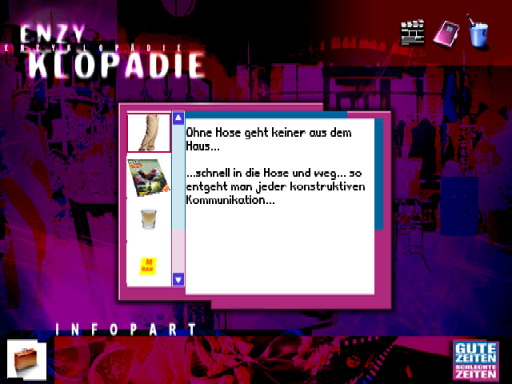 ENZY
ENZYKLOPÄDIE
KLOPÄDIE
Ohne Hose geht keiner aus dem
Haus...
...schnell in die Hose und weg... so
entgeht man jeder konstruktiven
Kommunikation...
INFOPART
GUTE
ZEITEN
SCHLECHTE
ZEITEN